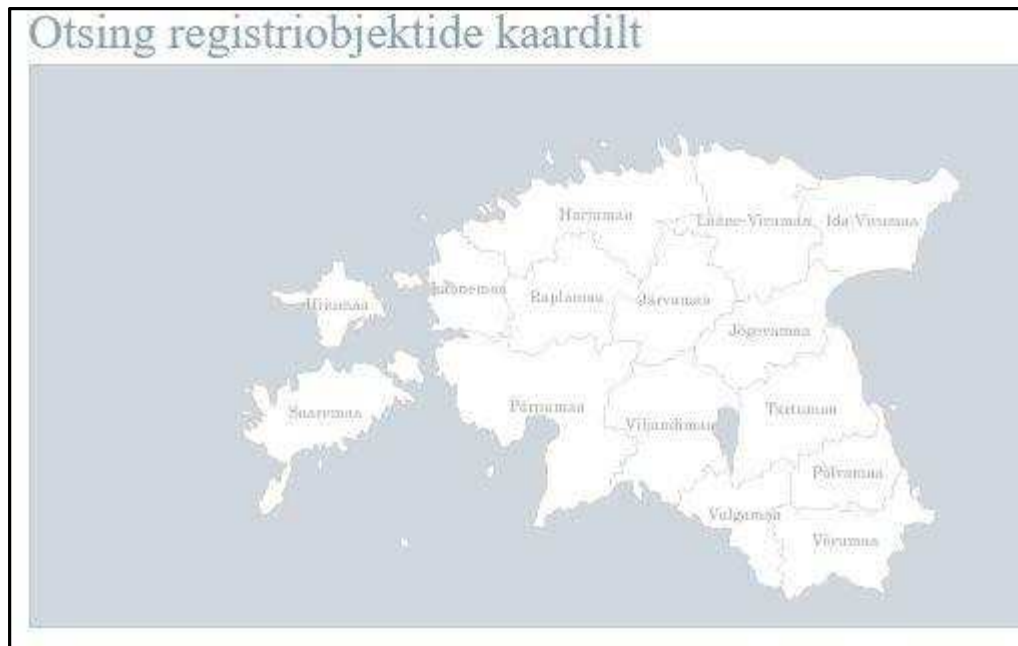 Otsing registriobjektide kaardilt
Harjumaa
Lääne-Virumaa
Ida-Virumaa
Läänemaa
Raplamaa
Järvamaa
Hiiumaa
Jõgevamaa
Saaremaa
Pärnumaa
Viljandimaa
Tartumaa
Põlvamaa
Valgamaa
Võrumaa